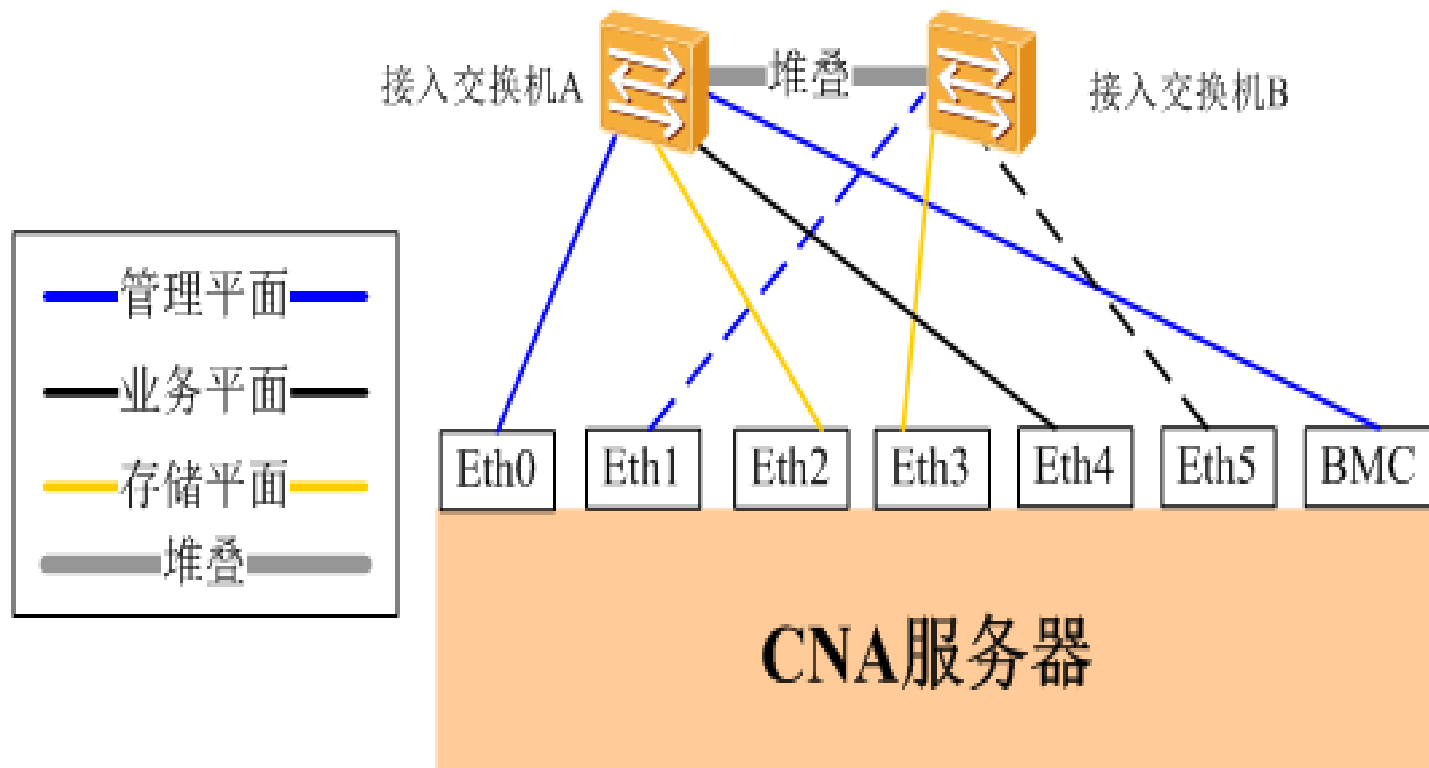 接入交换机A
堆叠
接入交换机B
管理平面
业务平面
存储平面
堆叠
Eth0
Eth1
Eth2
Eth3
Eth4
Eth5
BMC
CNA服务器